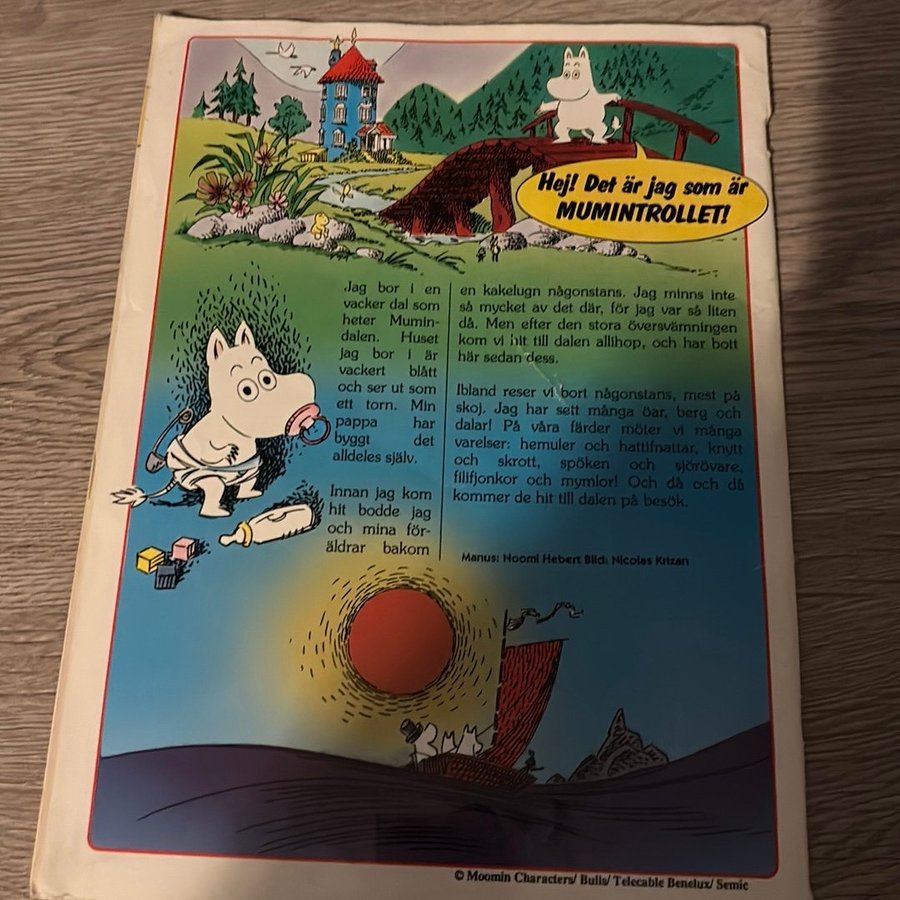 Hej! Det är jag som är
MUMINTROLLET!
Jag bor i en
vacker dal som
heter Mumin-
dalen. Huset
jag bor i är
vackert blått
och ser ut som
ett torn. Min
pappa har
byggt det
alldeles själv.
Innan jag kom
hit bodde jag
och mina för-
äldrar bakom
en kakelugn någonstans. Jag minns inte
så mycket av det där, för jag var så liten
då. Men efter den stora översvämningen
kom vi hit till dalen allihop, och har bott
här sedan dess.
Ibland reser vi bort någonstans, mest på
skoj. Jag har sett många öar, berg och
dalar! På våra färder möter vi många
varelser: hemuler och hattifnattar, knytt
och skrott, spöken och sjörövare,
filifjonkor och mymlor! Och då och då
kommer de hit till dalen på besök.
Manus: Noomi Hebert Bild: Nicolas Krizan
© Moomin Characters/ Bulls/ Telecable Benelux/ Semic